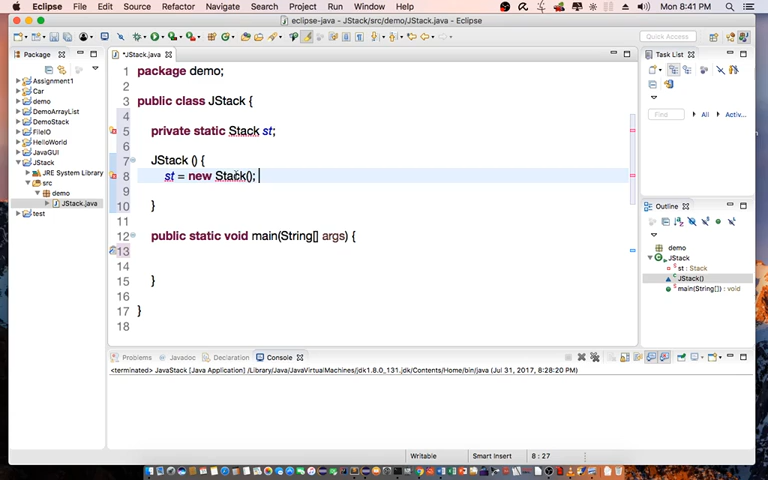 Eclipse File Edit Source Refactor Navigate Search Project Run Window Help Mon 8:41 PM
eclipse-java - JStack/src/demo/JStack.java - Eclipse
Quick Access
Package
*JStack.java
Task List
Assignment1
Car
demo
DemoArrayList
DemoStack
FileIO
HelloWorld
JavaGUI
JStack
JRE System Library
src
demo
JStack.java
test
1 package demo;
2
3 public class JStack {
4
5 private static Stack st;
6
7 JStack () {
8 st = new Stack();
9
10 }
11
12 public static void main(String[] args) {
13
14
15 }
16
17 }
18
Find
All
Activ...
Outline
demo
JStack
st : Stack
JStack()
main(String[]) : void
Problems Javadoc Declaration Console
<terminated> JavaStack [Java Application] /Library/Java/JavaVirtualMachines/jdk1.8.0_131.jdk/Contents/Home/bin/java (Jul 31, 2017, 8:28:20 PM)
Writable Smart Insert 8 : 27